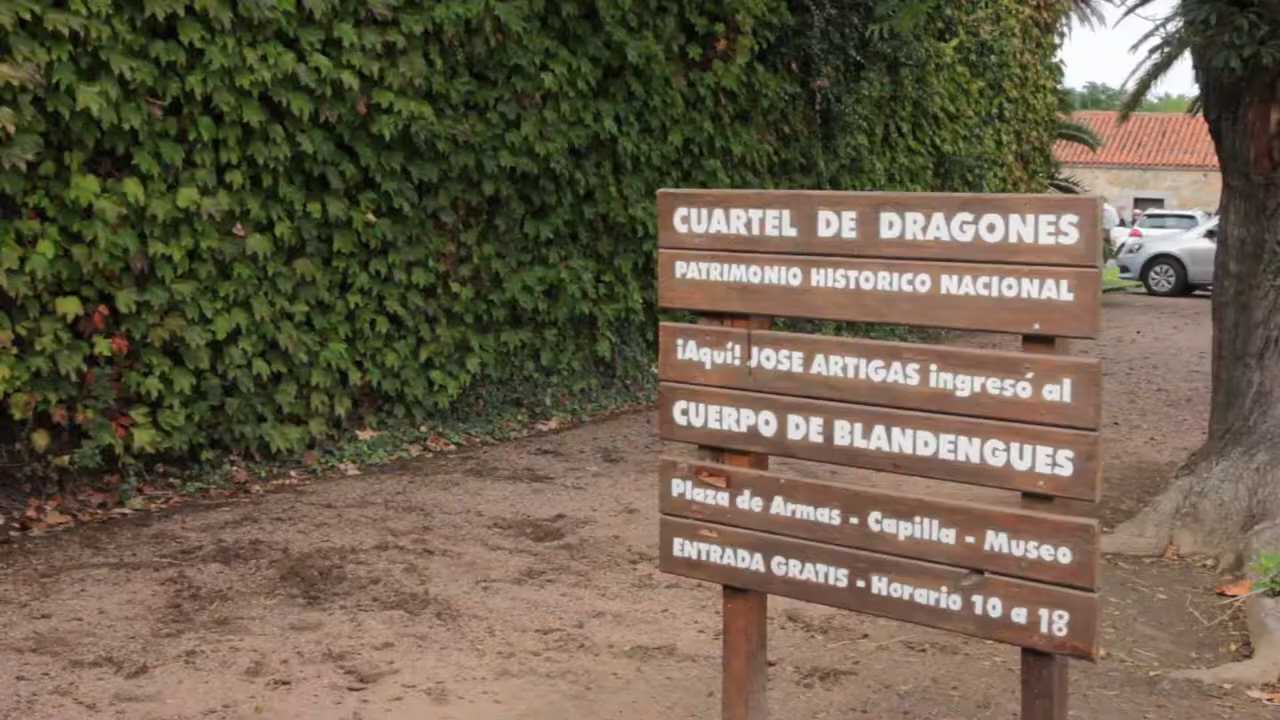 CUARTEL DE DRAGONES
PATRIMONIO HISTORICO NACIONAL
¡Aquí! JOSE ARTIGAS ingresó al
CUERPO DE BLANDENGUES
Plaza de Armas - Capilla - Museo
ENTRADA GRATIS - Horario 10 a 18